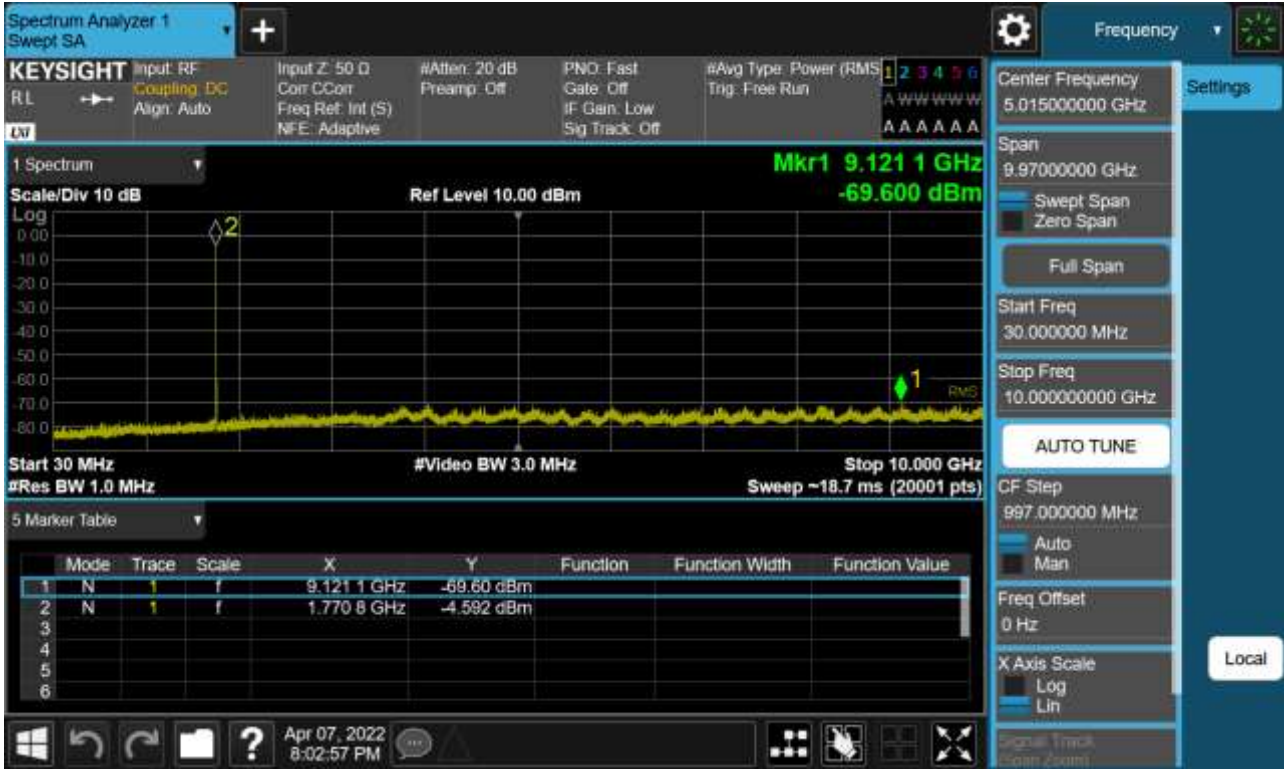 Spectrum Analyzer 1
Swept SA
+
Frequency
KEYSIGHT
RL
LXI
Input: RF
Coupling: DC
Align: Auto
Input Z: 50 Ω
Corr CCorr
Freq Ref: Int (S)
NFE: Adaptive
#Atten: 20 dB
Preamp: Off
PNO: Fast
Gate: Off
IF Gain: Low
Sig Track: Off
#Avg Type: Power (RMS
Trig: Free Run
1 2 3 4 5 6
A W W W W W
A A A A A A
1 Spectrum
Mkr1 9.121 1 GHz
-69.600 dBm
Scale/Div 10 dB
Ref Level 10.00 dBm
Log
0.00
-10.0
-20.0
-30.0
-40.0
-50.0
-60.0
-70.0
-80.0
2
1
RMS
Start 30 MHz
#Video BW 3.0 MHz
Stop 10.000 GHz
#Res BW 1.0 MHz
Sweep ~18.7 ms (20001 pts)
5 Marker Table
Mode Trace Scale X Y Function Function Width Function Value
1 N 1 f 9.121 1 GHz -69.60 dBm
2 N 1 f 1.770 8 GHz -4.592 dBm
3
4
5
6
?
Apr 07, 2022
8:02:57 PM
Center Frequency
5.015000000 GHz
Span
9.97000000 GHz
Swept Span
Zero Span
Full Span
Start Freq
30.000000 MHz
Stop Freq
10.000000000 GHz
AUTO TUNE
CF Step
997.000000 MHz
Auto
Man
Freq Offset
0 Hz
X Axis Scale
Log
Lin
Signal Track
(Span Zoom)
Settings
Local